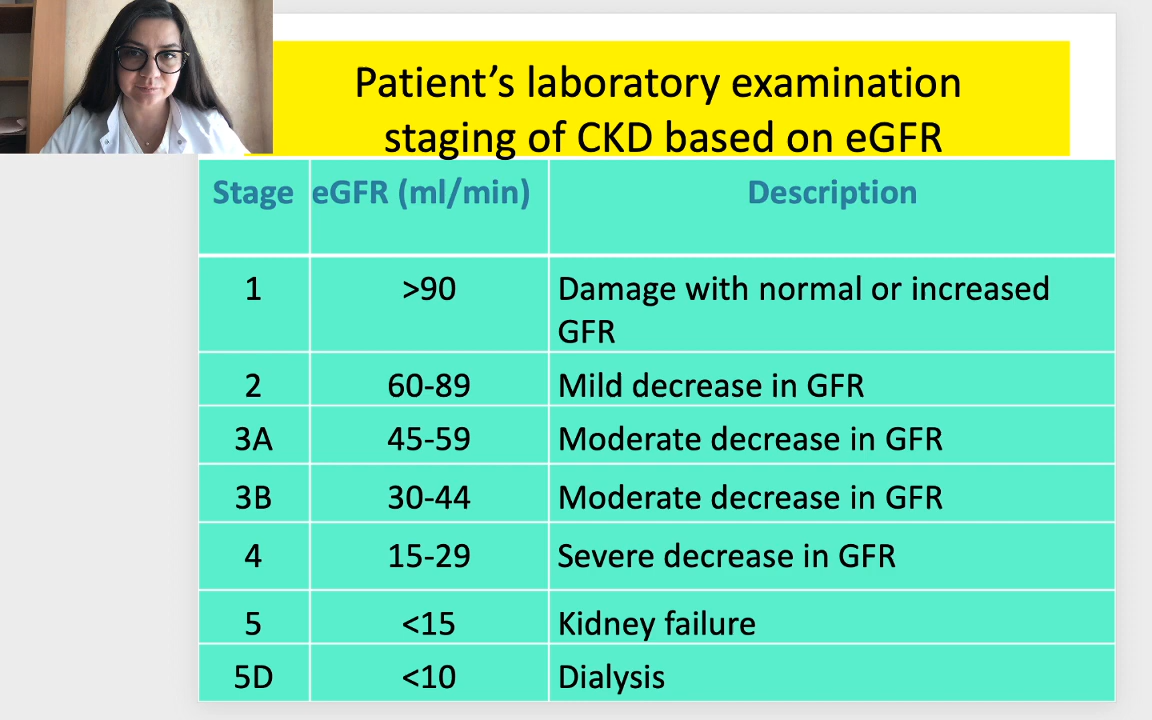 Patient’s laboratory examination
staging of CKD based on eGFR
Stage eGFR (ml/min) Description
1 >90 Damage with normal or increased
GFR
2 60-89 Mild decrease in GFR
3A 45-59 Moderate decrease in GFR
3B 30-44 Moderate decrease in GFR
4 15-29 Severe decrease in GFR
5 <15 Kidney failure
5D <10 Dialysis